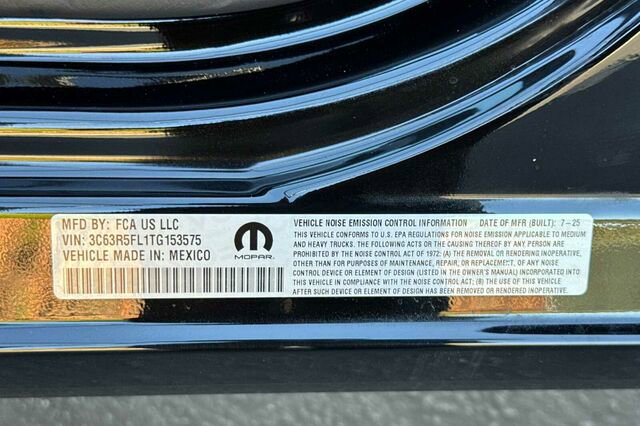 MFD BY: FCA US LLC
VIN: 3C63R5FL1TG153575
VEHICLE MADE IN: MEXICO
MOPAR
VEHICLE NOISE EMISSION CONTROL INFORMATION DATE OF MFR (BUILT): 7-25
THIS VEHICLE CONFORMS TO U.S. EPA REGULATIONS FOR NOISE EMISSION APPLICABLE TO MEDIUM
AND HEAVY TRUCKS. THE FOLLOWING ACTS OR THE CAUSING THEREOF BY ANY PERSON ARE
PROHIBITED BY THE NOISE CONTROL ACT OF 1972: (A) THE REMOVAL OR RENDERING INOPERATIVE,
OTHER THAN FOR PURPOSES OF MAINTENANCE, REPAIR, OR REPLACEMENT, OF ANY NOISE
CONTROL DEVICE OR ELEMENT OF DESIGN (LISTED IN THE OWNER'S MANUAL) INCORPORATED INTO
THIS VEHICLE IN COMPLIANCE WITH THE NOISE CONTROL ACT; (B) THE USE OF THIS VEHICLE
AFTER SUCH DEVICE OR ELEMENT OF DESIGN HAS BEEN REMOVED OR RENDERED INOPERATIVE.